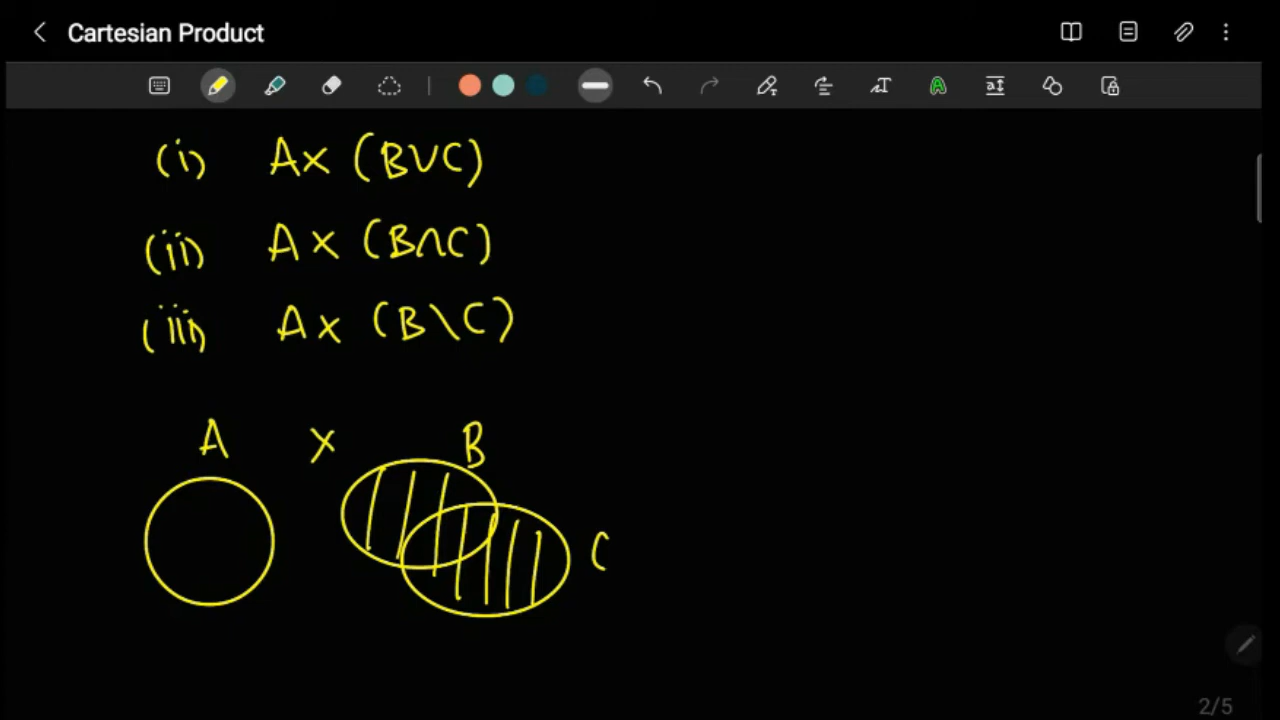 Cartesian Product
(i) A× (B∪C)
(ii) A × (B∩C)
(iii) A × (B\C)
A × B
C
2/5